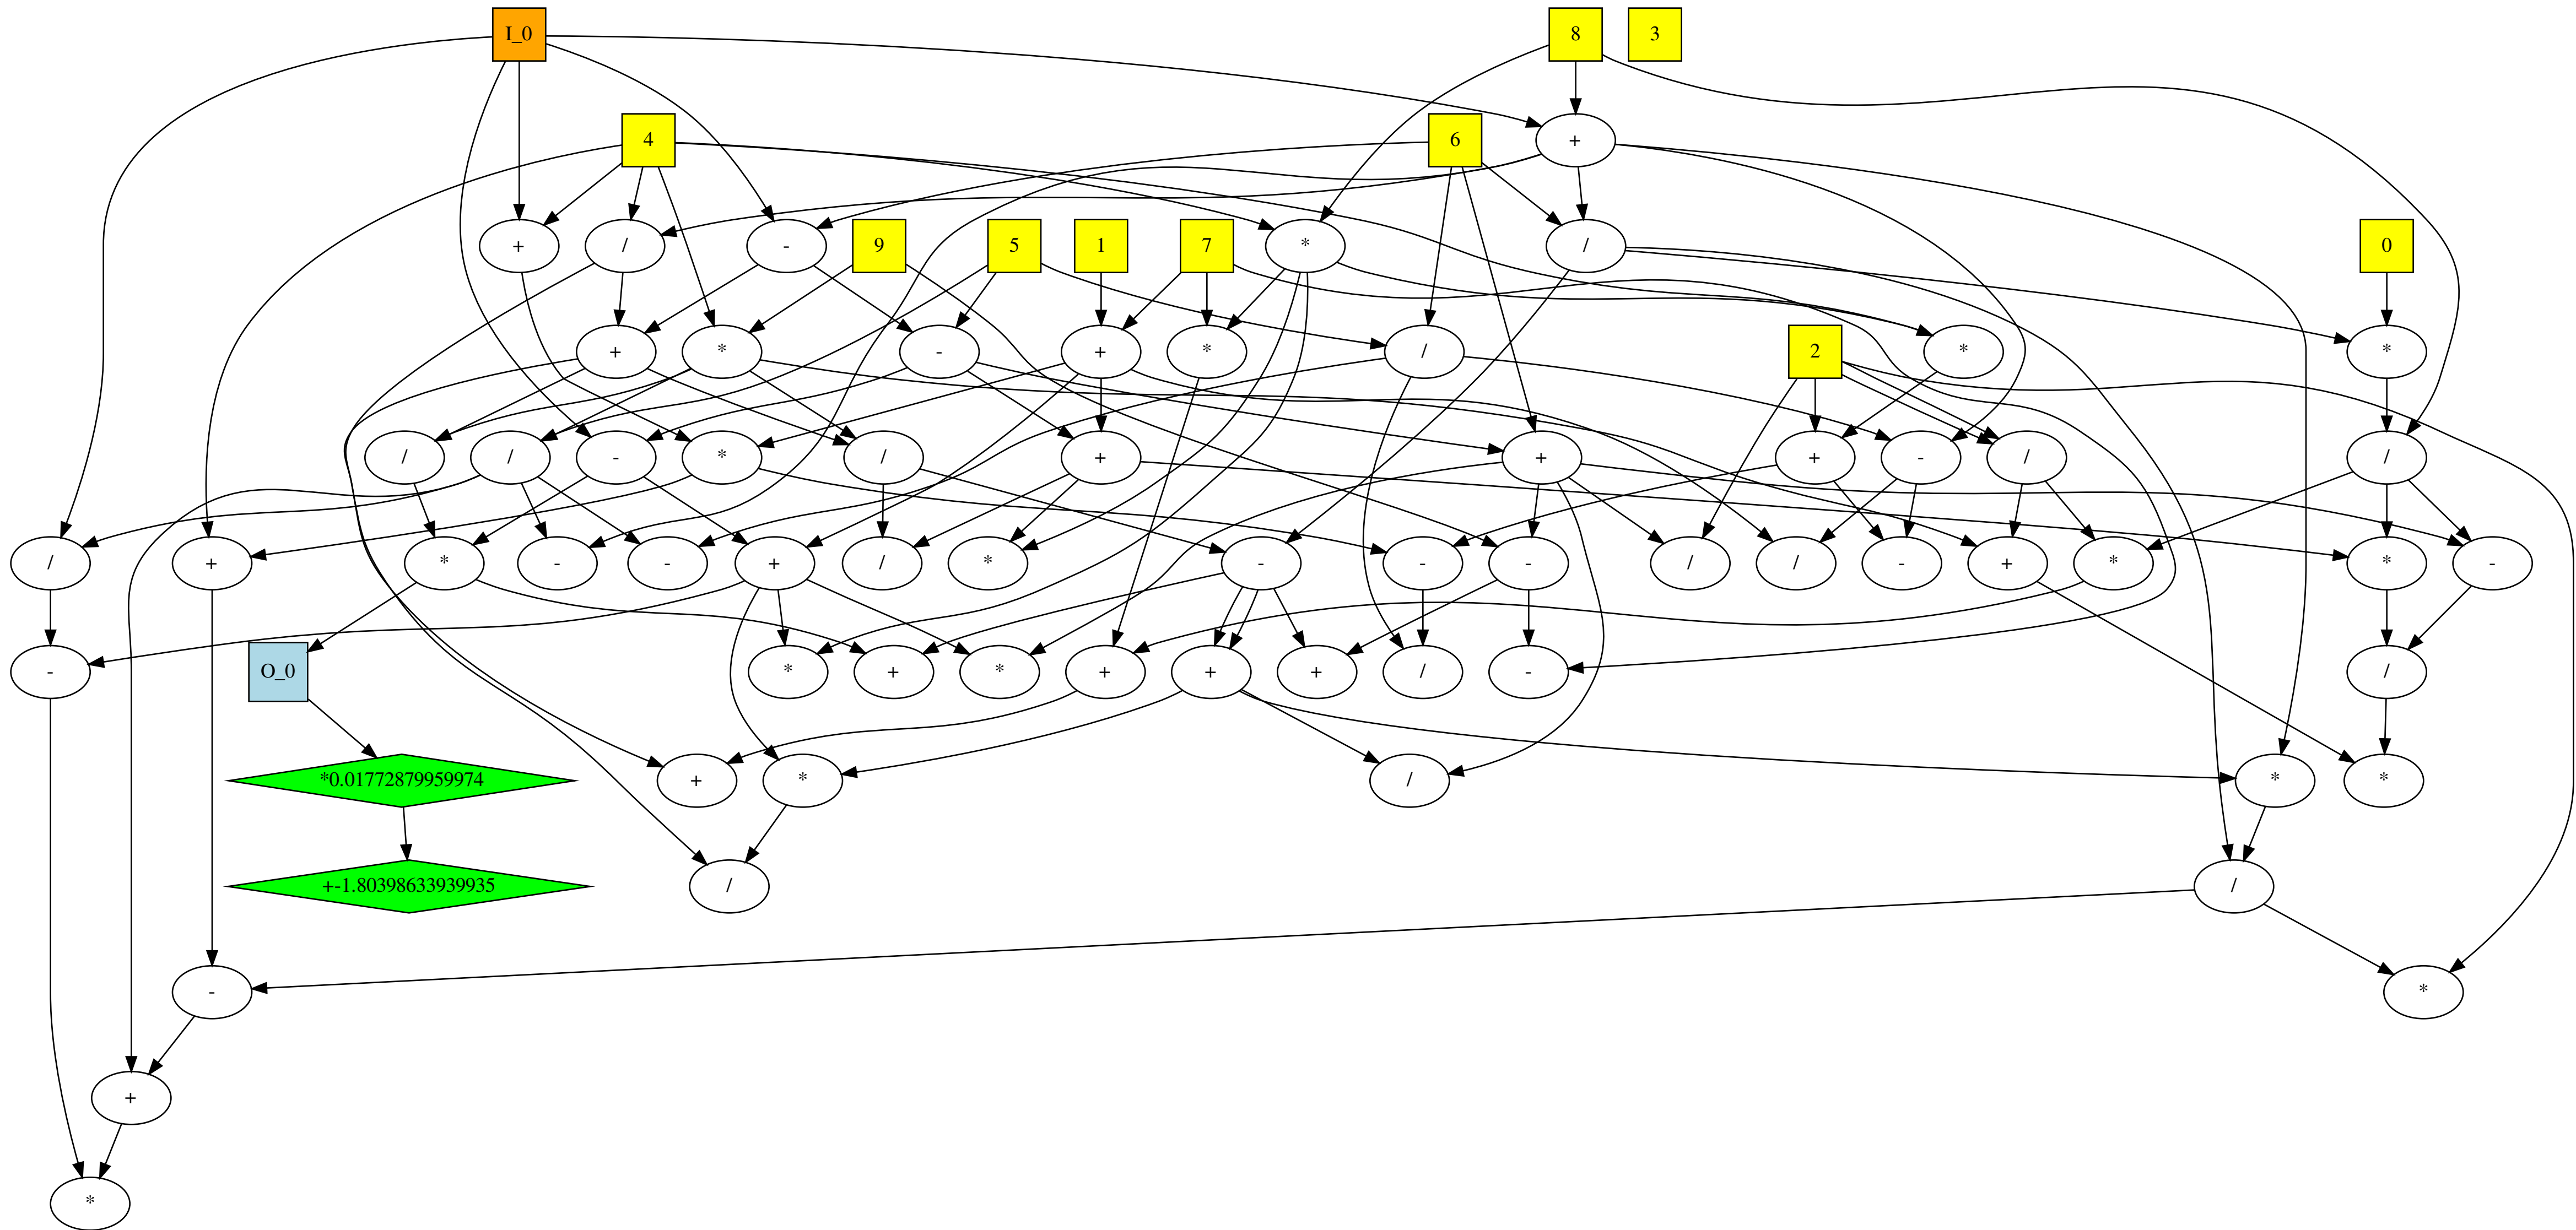 I_0 8 3
4 6 +
+ / - 9 5 1 7 * / 0
+ * - + * / 2 * *
/ / - * / + + + - / /
/ + * - - + / * - - - / / - + * * -
- O_0 * + * + + + / - /
*0.01772879959974 + * / * *
+-1.80398633939935 / /
- *
+
*